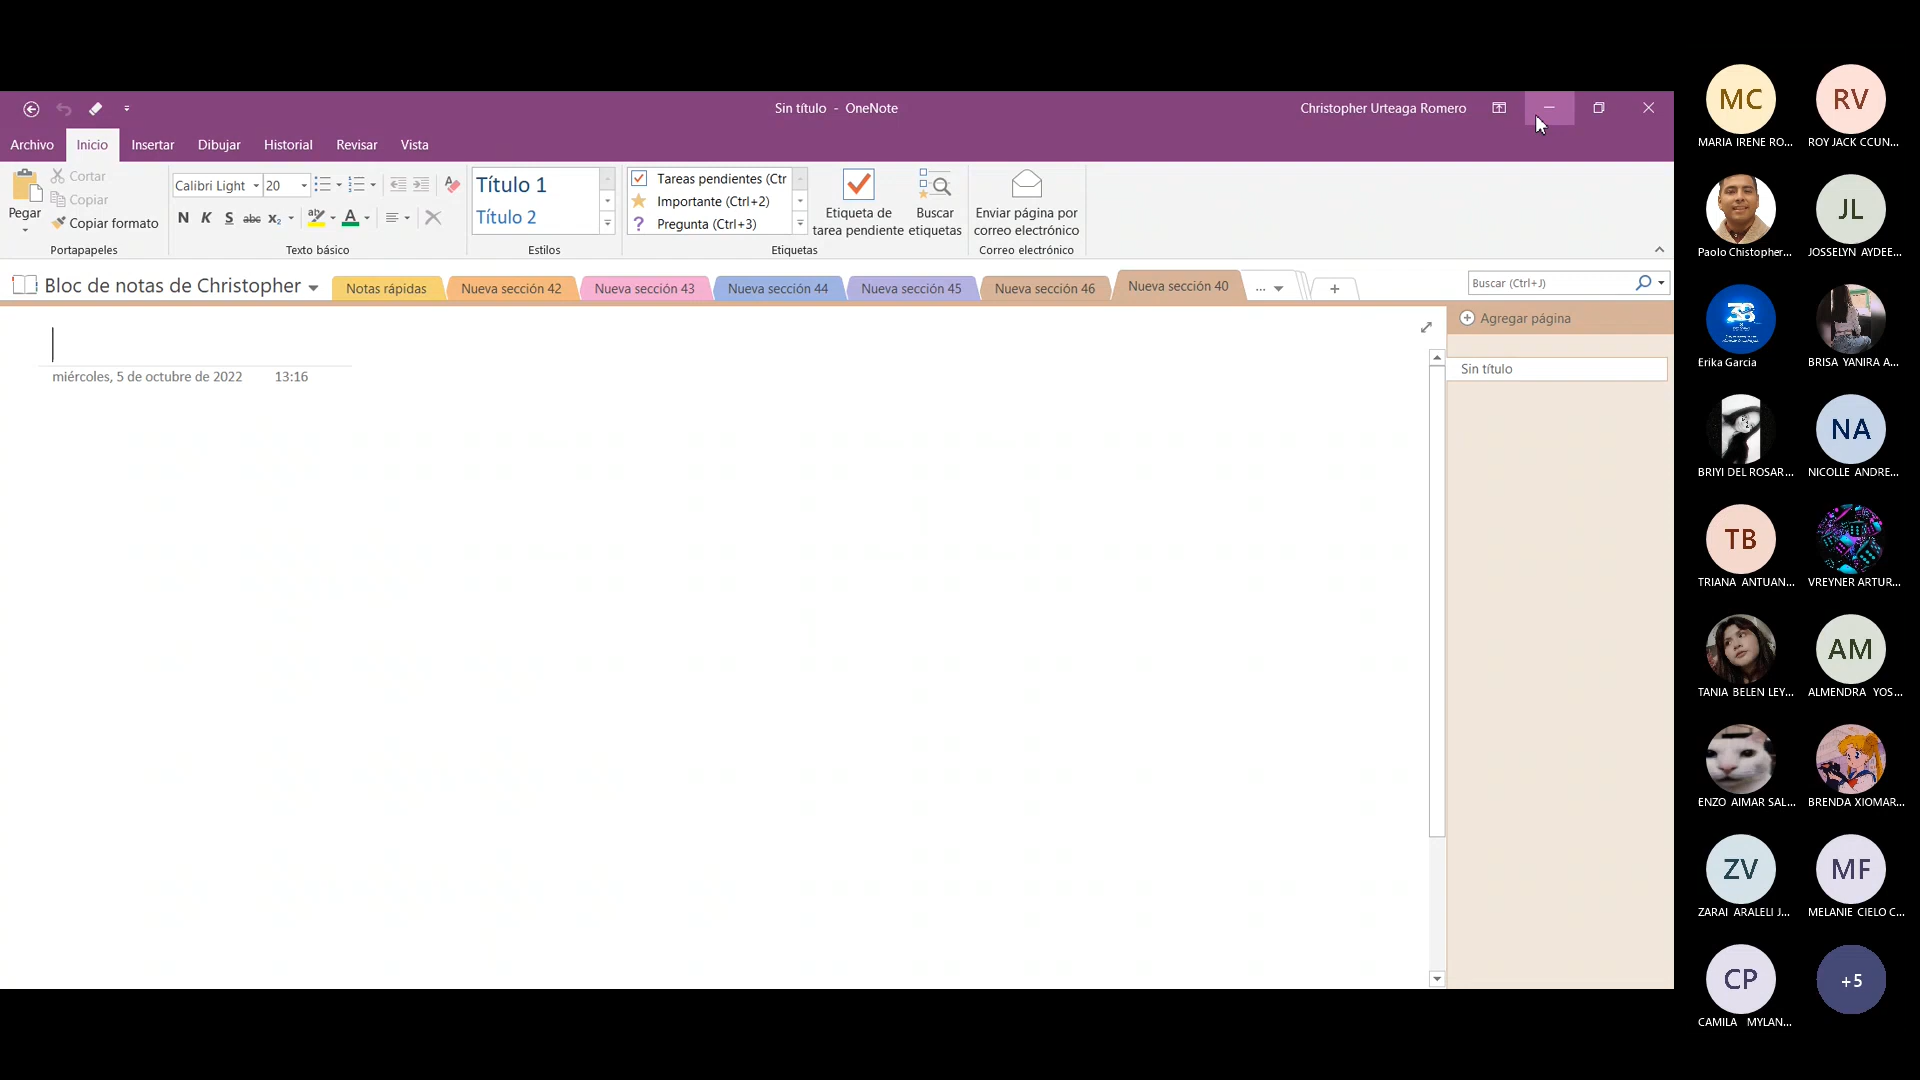 Sin título - OneNote
Christopher Urteaga Romero
Archivo Inicio Insertar Dibujar Historial Revisar Vista
Pegar
Cortar
Copiar
Copiar formato
Portapapeles
Calibri Light 20
N K S abc X₂ ab A
Texto básico
Título 1
Título 2
Estilos
Tareas pendientes (Ctr
Importante (Ctrl+2)
? Pregunta (Ctrl+3)
Etiqueta de
tarea pendiente
Buscar
etiquetas
Etiquetas
Enviar página por
correo electrónico
Correo electrónico
Bloc de notas de Christopher
Notas rápidas
Nueva sección 42
Nueva sección 43
Nueva sección 44
Nueva sección 45
Nueva sección 46
Nueva sección 40
...
+
Buscar (Ctrl+J)
Agregar página
Sin título
miércoles, 5 de octubre de 2022 13:16
MC
MARIA IRENE RO...
RV
ROY JACK CCUN...
Paolo Chistopher...
JL
JOSSELYN AYDEE...
38
Erika Garcia
BRISA YANIRA A...
BRIYI DEL ROSAR...
NA
NICOLLE ANDRE...
TB
TRIANA ANTUAN...
VREYNER ARTUR...
TANIA BELEN LEY...
AM
ALMENDRA YOS...
ENZO AIMAR SAL...
BRENDA XIOMAR...
ZV
ZARAI ARALELI J...
MF
MELANIE CIELO C...
CP
CAMILA MYLAN...
+5